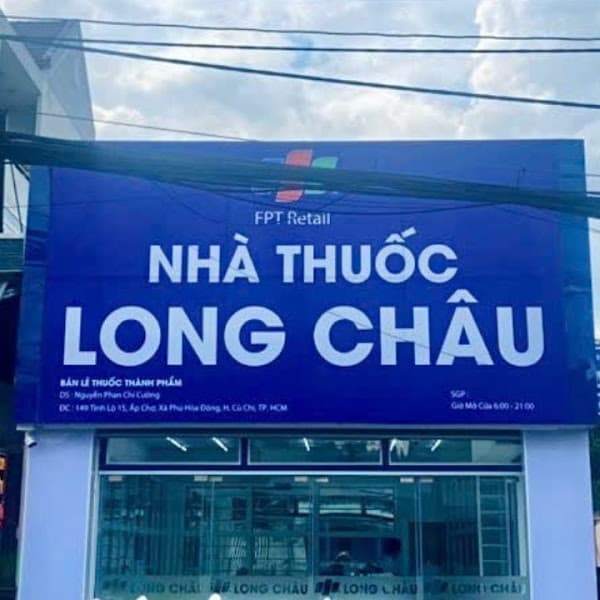 FPT Retail
NHÀ THUỐC
LONG CHÂU
BÁN LẺ THUỐC THÀNH PHẨM
DS : Nguyễn Phan Chí Cường
ĐC : 149 Tỉnh Lộ 15, Ấp Chợ, Xã Phú Hòa Đông, H. Củ Chi, TP. HCM
SGP :
Giờ Mở Cửa 6:00 - 21:00
LONG CHÂU LONG CHÂU LONG CHÂU LONG CHÂU